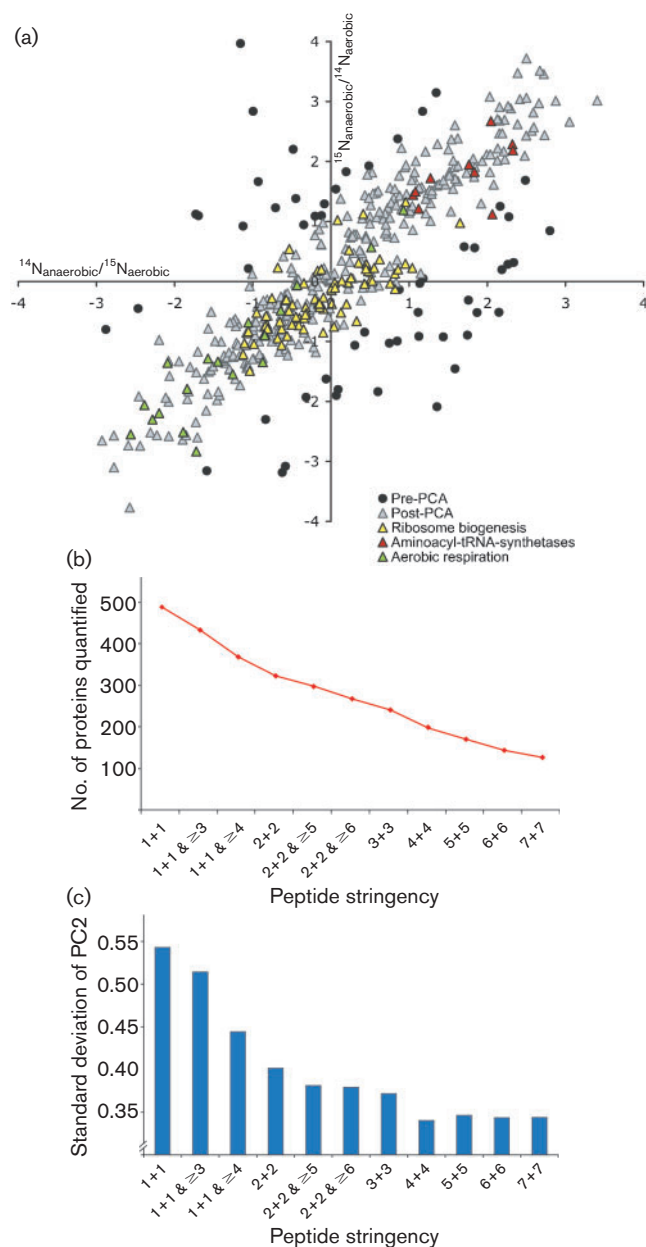 (a)
4
3
2
1
15Nanaerobic/14Naerobic
14Nanaerobic/15Naerobic
-4
-3
-2
-1
0
1
2
3
4
-1
-2
-3
-4
Pre-PCA
Post-PCA
Ribosome biogenesis
Aminoacyl-tRNA-synthetases
Aerobic respiration
(b)
No. of proteins quantified
500
400
300
200
100
1+1
1+1 & ≥3
1+1 & ≥4
2+2
2+2 & ≥5
2+2 & ≥6
3+3
4+4
5+5
6+6
7+7
Peptide stringency
(c)
Standard deviation of PC2
0.55
0.50
0.45
0.40
0.35
1+1
1+1 & ≥3
1+1 & ≥4
2+2
2+2 & ≥5
2+2 & ≥6
3+3
4+4
5+5
6+6
7+7
Peptide stringency